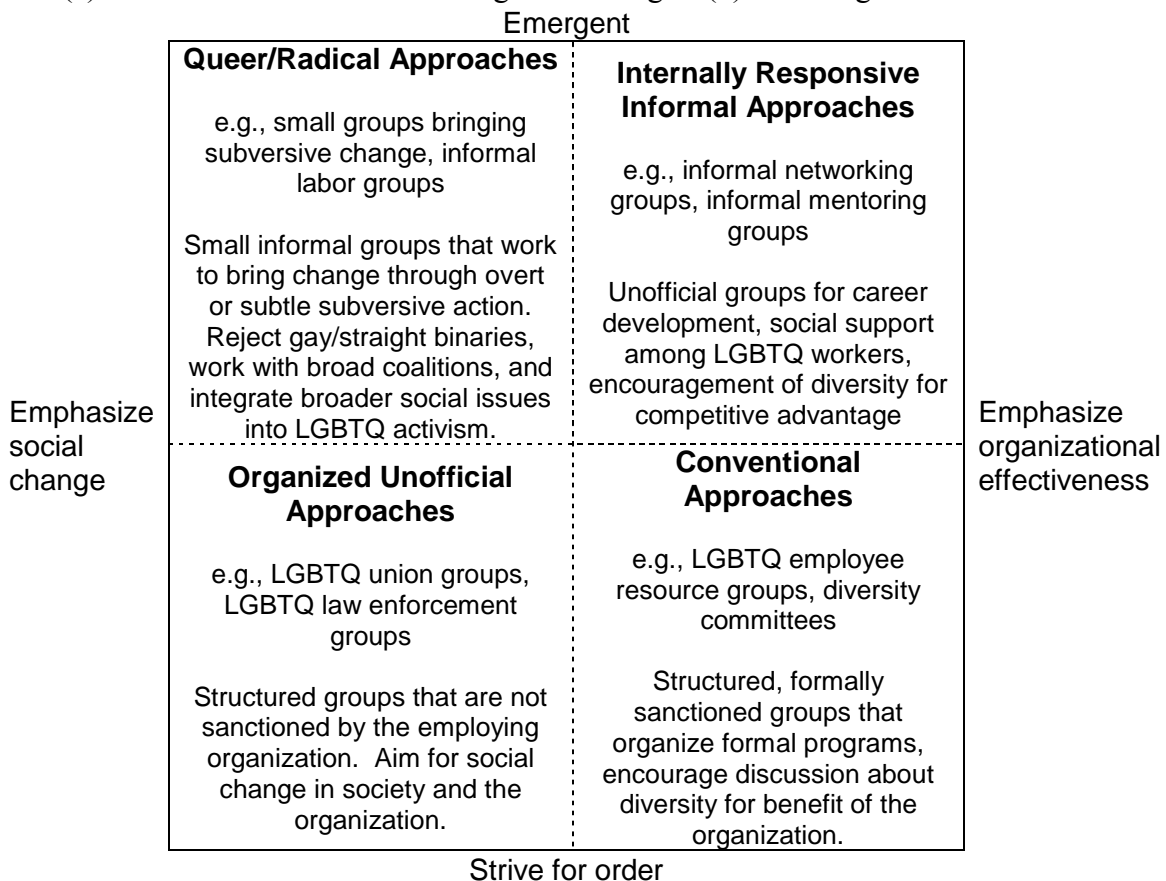 Emergent
Queer/Radical Approaches
e.g., small groups bringing
subversive change, informal
labor groups
Small informal groups that work
to bring change through overt
or subtle subversive action.
Reject gay/straight binaries,
work with broad coalitions, and
integrate broader social issues
into LGBTQ activism.
Internally Responsive
Informal Approaches
e.g., informal networking
groups, informal mentoring
groups
Unofficial groups for career
development, social support
among LGBTQ workers,
encouragement of diversity for
competitive advantage
Emphasize
social
change
Emphasize
organizational
effectiveness
Organized Unofficial
Approaches
e.g., LGBTQ union groups,
LGBTQ law enforcement
groups
Structured groups that are not
sanctioned by the employing
organization. Aim for social
change in society and the
organization.
Conventional
Approaches
e.g., LGBTQ employee
resource groups, diversity
committees
Structured, formally
sanctioned groups that
organize formal programs,
encourage discussion about
diversity for benefit of the
organization.
Strive for order